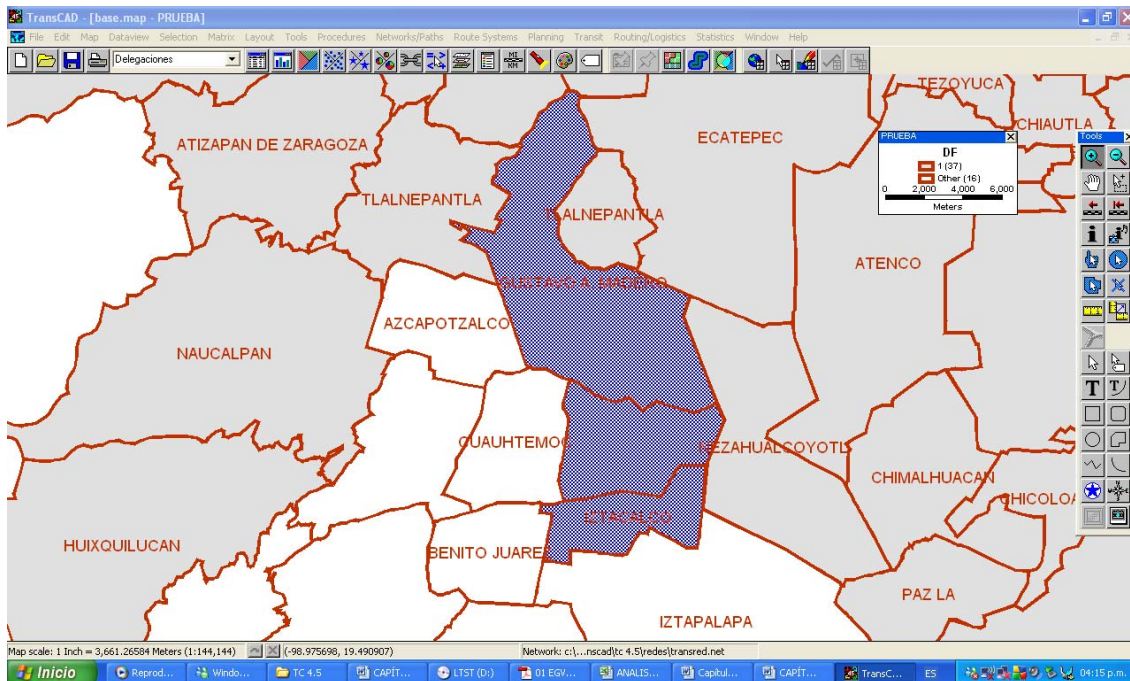 TransCAD - [base.map - PRUEBA]
File Edit Map Dataview Selection Matrix Layout Tools Procedures Networks/Paths Route Systems Planning Transit Routing/Logistics Statistics Window Help
Delegaciones
MI
KM
TEZOYUCA
CHIAUTLA
ECATEPEC
ATIZAPAN DE ZARAGOZA
PRUEBA
DF
1 (37)
Other (16)
0 2,000 4,000 6,000
Meters
Tools
TLALNEPANTLA
TLALNEPANTLA
ATENCO
GUSTAVO A. MADERO
AZCAPOTZALCO
NAUCALPAN
CUAUHTEMOC
NEZAHUALCOYOTL
CHIMALHUACAN
CHICOLOA
IZTACALCO
HUIXQUILUCAN
BENITO JUAREZ
PAZ LA
IZTAPALAPA
T T
Map scale: 1 Inch = 3,661.26584 Meters (1:144,144) (-98.975698, 19.490907) Network: c:\...nscad\tc 4.5\redes\transred.net
Inicio Reprod... Windo... TC 4.5 CAPÍT... LTST (D:) 01 EGV... ANALIS... Capítul... CAPÍT... TransC... ES 04:15 p.m.